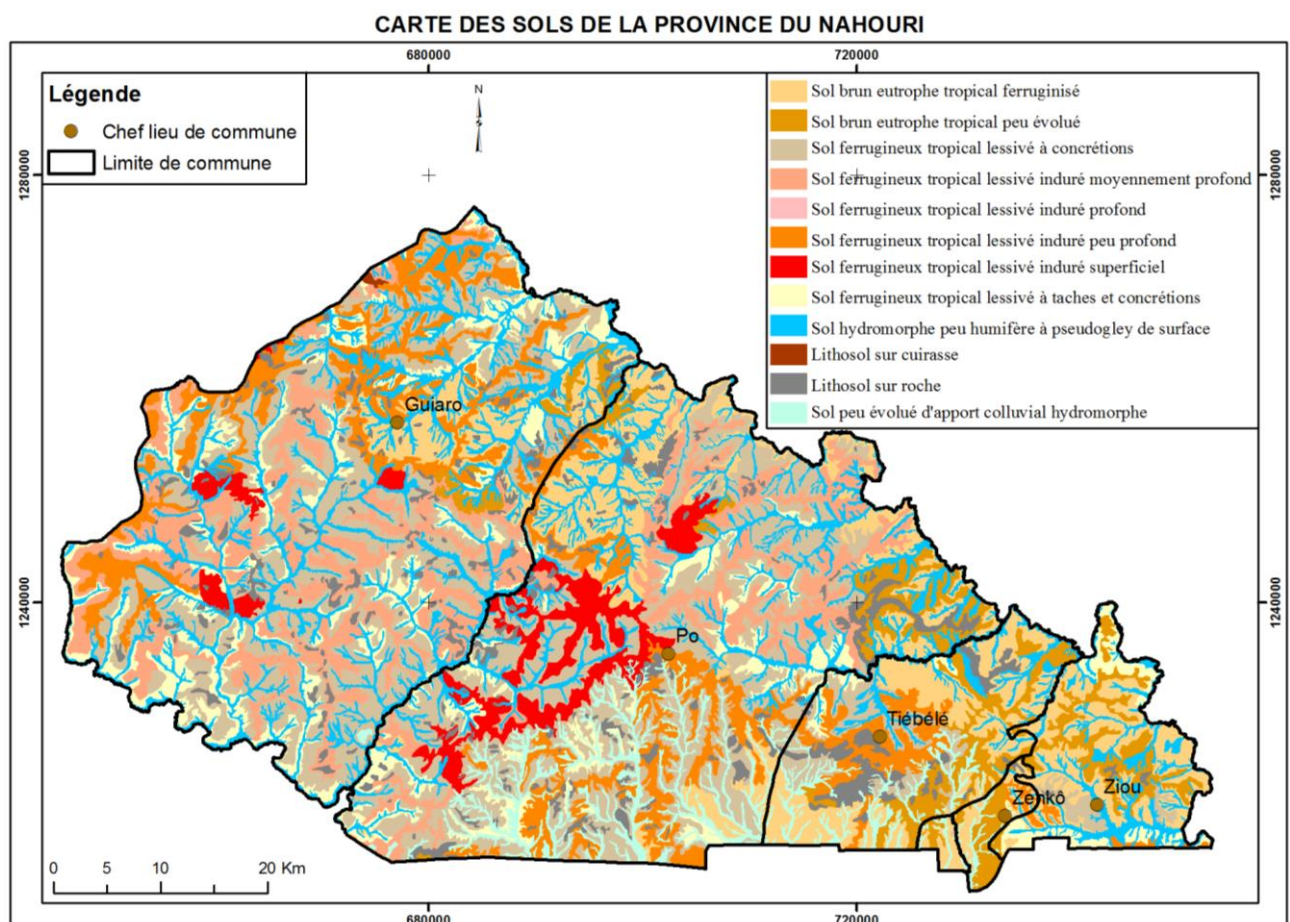 CARTE DES SOLS DE LA PROVINCE DU NAHOURI
680000
720000
Légende
Chef lieu de commune
Limite de commune
N
Sol brun eutrophe tropical ferruginisé
Sol brun eutrophe tropical peu évolué
Sol ferrugineux tropical lessivé à concrétions
Sol ferrugineux tropical lessivé induré moyennement profond
Sol ferrugineux tropical lessivé induré profond
Sol ferrugineux tropical lessivé induré peu profond
Sol ferrugineux tropical lessivé induré superficiel
Sol ferrugineux tropical lessivé à taches et concrétions
Sol hydromorphe peu humifère à pseudogley de surface
Lithosol sur cuirasse
Lithosol sur roche
Sol peu évolué d'apport colluvial hydromorphe
1280000
1280000
Guiaro
1240000
1240000
Po
Tiébélé
Zenkô
Ziou
0 5 10 20 Km
680000
720000